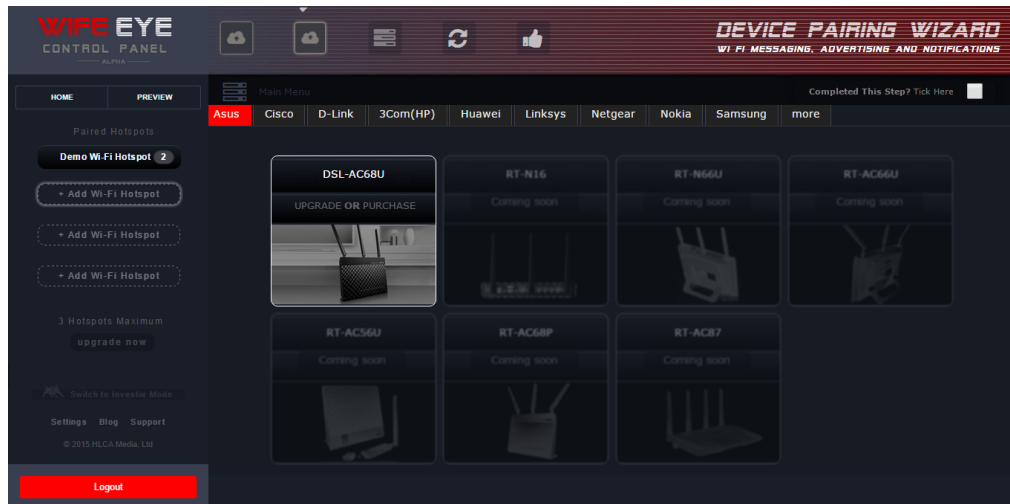 WIFE EYE
CONTROL PANEL
ALPHA
DEVICE PAIRING WIZARD
WI FI MESSAGING, ADVERTISING AND NOTIFICATIONS
HOME PREVIEW
Main Menu
Completed This Step? Tick Here
Asus Cisco D-Link 3Com(HP) Huawei Linksys Netgear Nokia Samsung more
Paired Hotspots
Demo Wi-Fi Hotspot 2
+ Add Wi-Fi Hotspot
+ Add Wi-Fi Hotspot
+ Add Wi-Fi Hotspot
3 Hotspots Maximum
upgrade now
Switch to Investor Mode
Settings Blog Support
© 2015 HLCA Media, Ltd
Logout
DSL-AC68U
UPGRADE OR PURCHASE
RT-N16
Coming soon
RT-N66U
Coming soon
RT-AC66U
Coming soon
RT-AC56U
Coming soon
RT-AC68P
Coming soon
RT-AC87
Coming soon